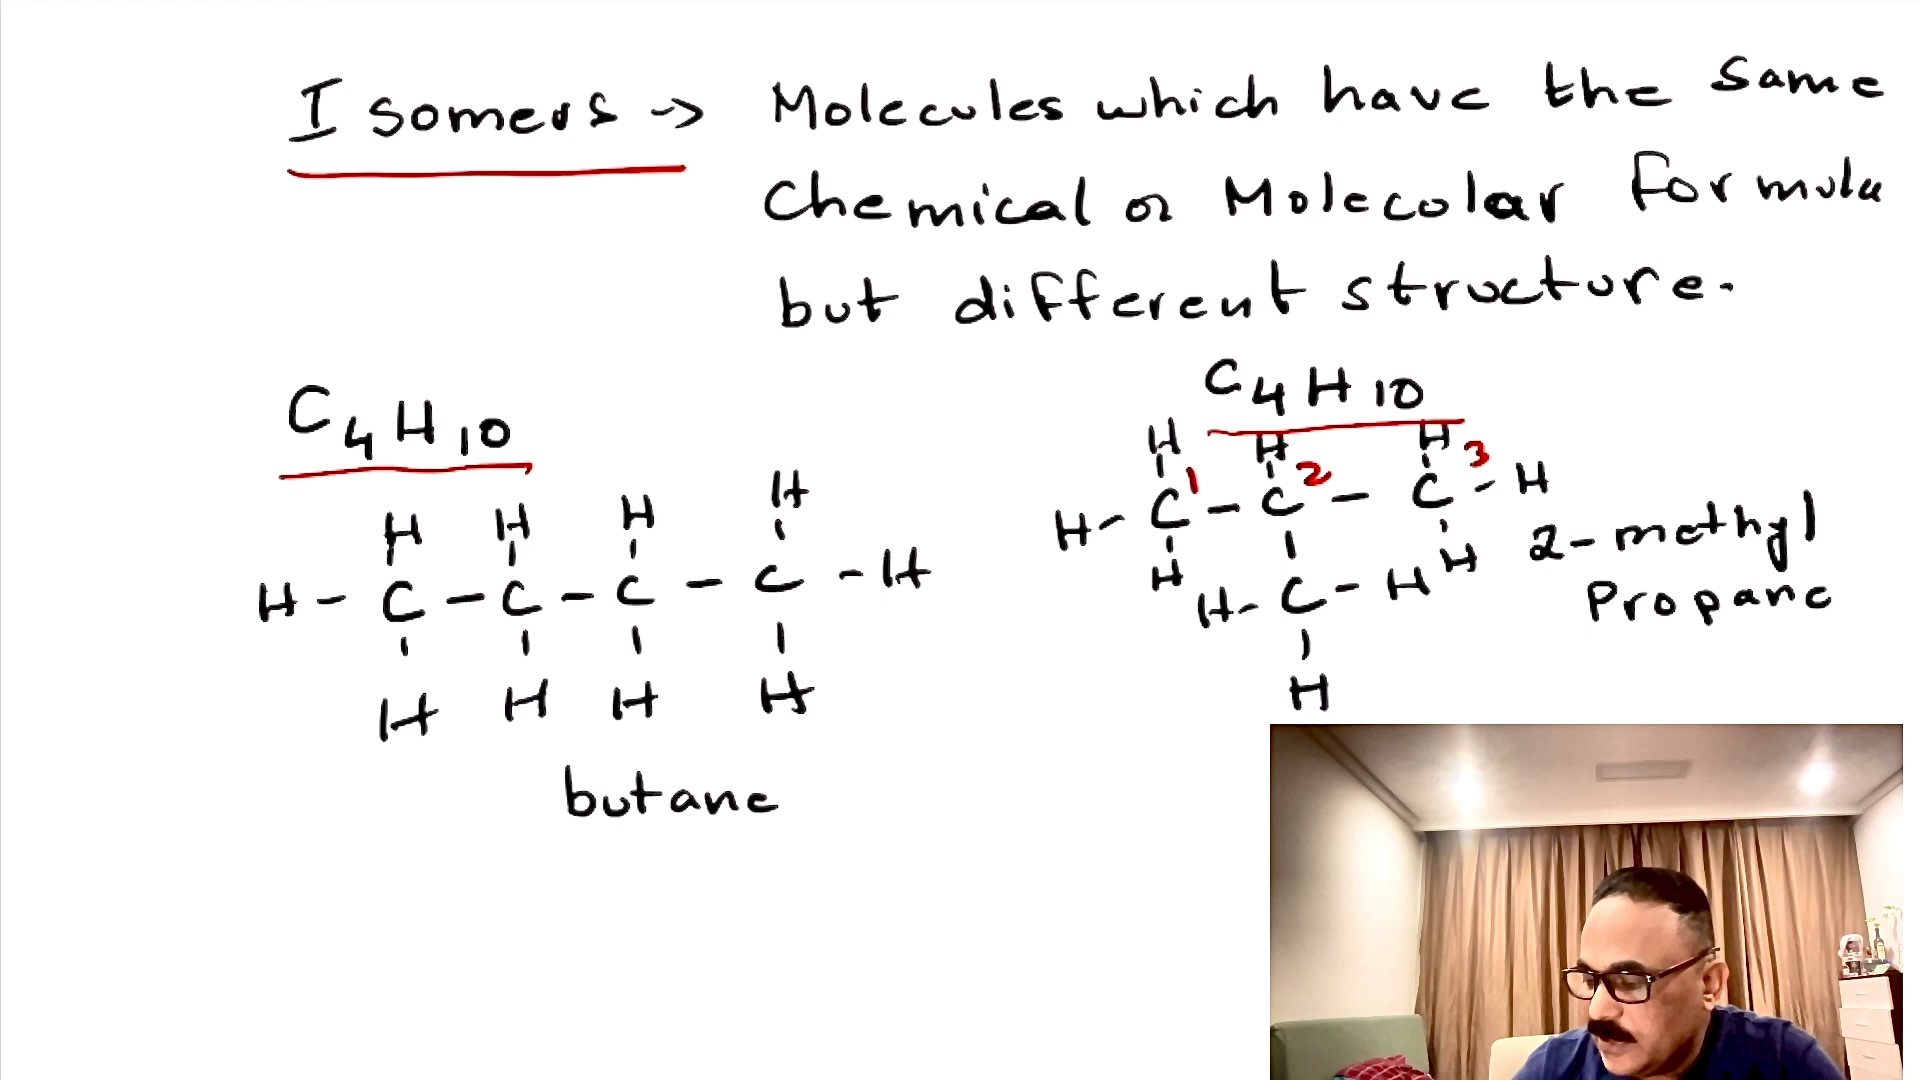 Isomers → Molecules which have the same
Chemical or Molecolar Formula
but different structure.
C4H10
C4H10
H H H H
H - C - C - C - C - H
H H H H
butane
H H H
1 2 3
H - C - C - C - H
H H
H - C - H
H
2-methyl
Propane